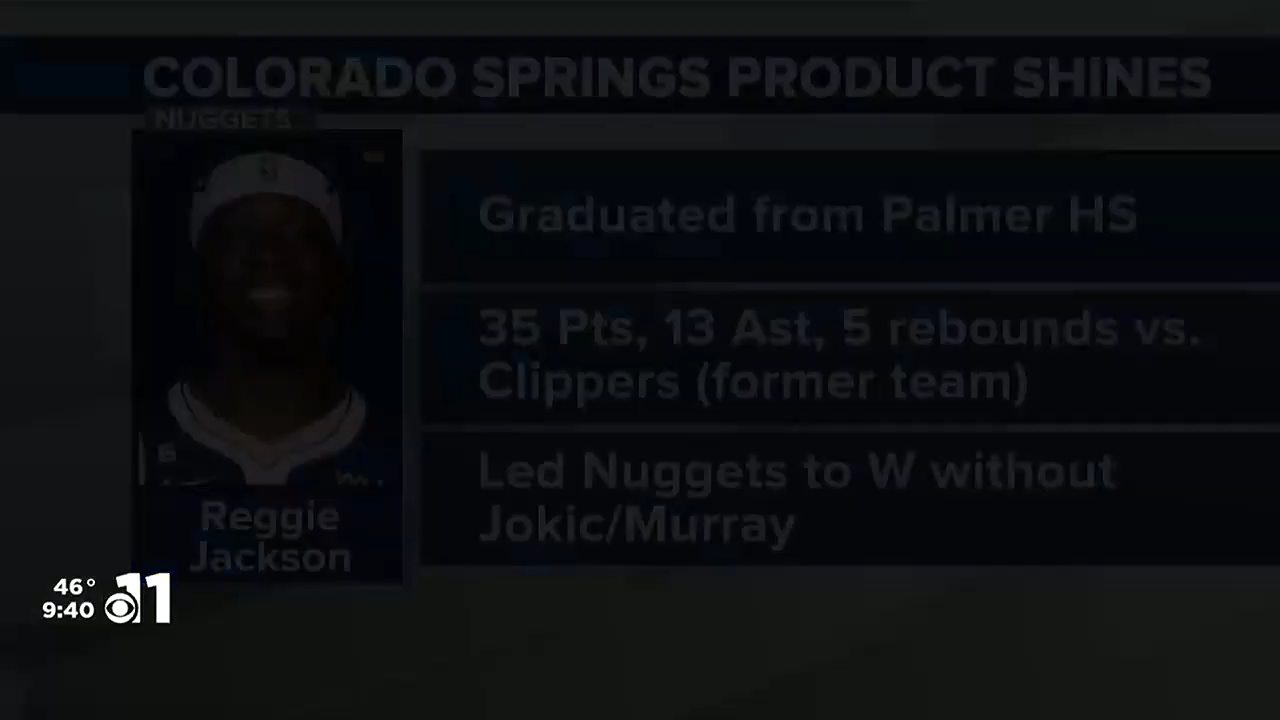 COLORADO SPRINGS PRODUCT SHINES
NUGGETS
Graduated from Palmer HS
35 Pts, 13 Ast, 5 rebounds vs.
Clippers (former team)
Led Nuggets to W without
Jokic/Murray
Reggie
Jackson
46°
9:40
11